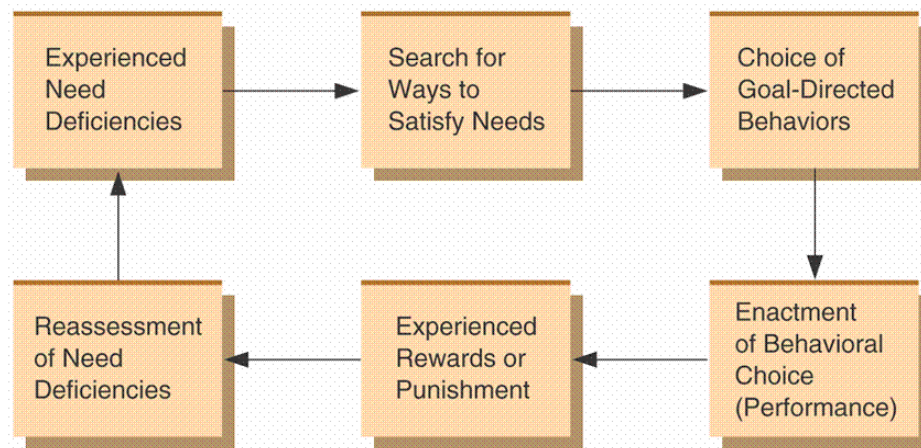 Experienced
Need
Deficiencies
Search for
Ways to
Satisfy Needs
Choice of
Goal-Directed
Behaviors
Enactment
of Behavioral
Choice
(Performance)
Experienced
Rewards or
Punishment
Reassessment
of Need
Deficiencies